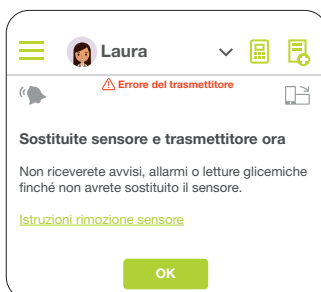 Laura
Errore del trasmettitore
Sostituite sensore e trasmettitore ora
Non riceverete avvisi, allarmi o letture glicemiche
finché non avrete sostituito il sensore.
Istruzioni rimozione sensore
OK